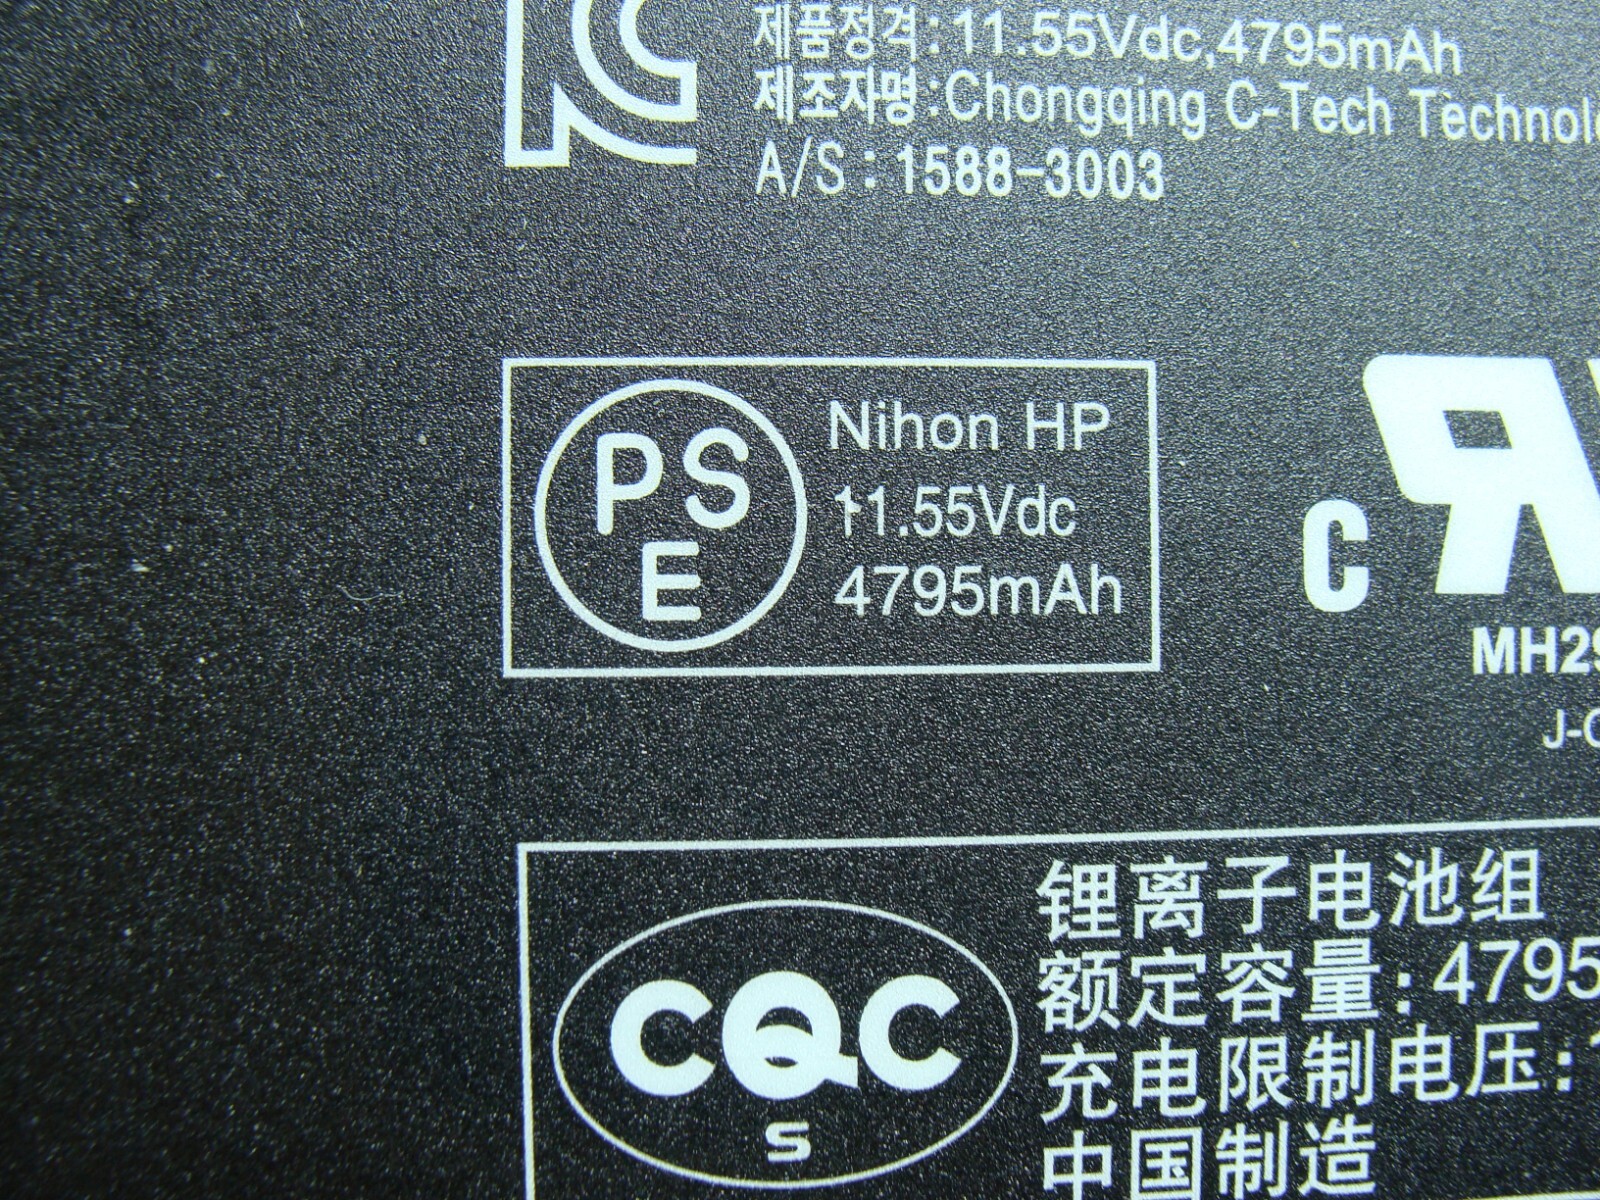 KC
제품정격:11.55Vdc,4795mAh
제조자명:Chongqing C-Tech
A/S:1588-3003
PS
E
Nihon HP
11.55Vdc
4795mAh
c
J-
CQC
S
锂离子电池组
额定容量:4795
充电限制电压:
中国制造